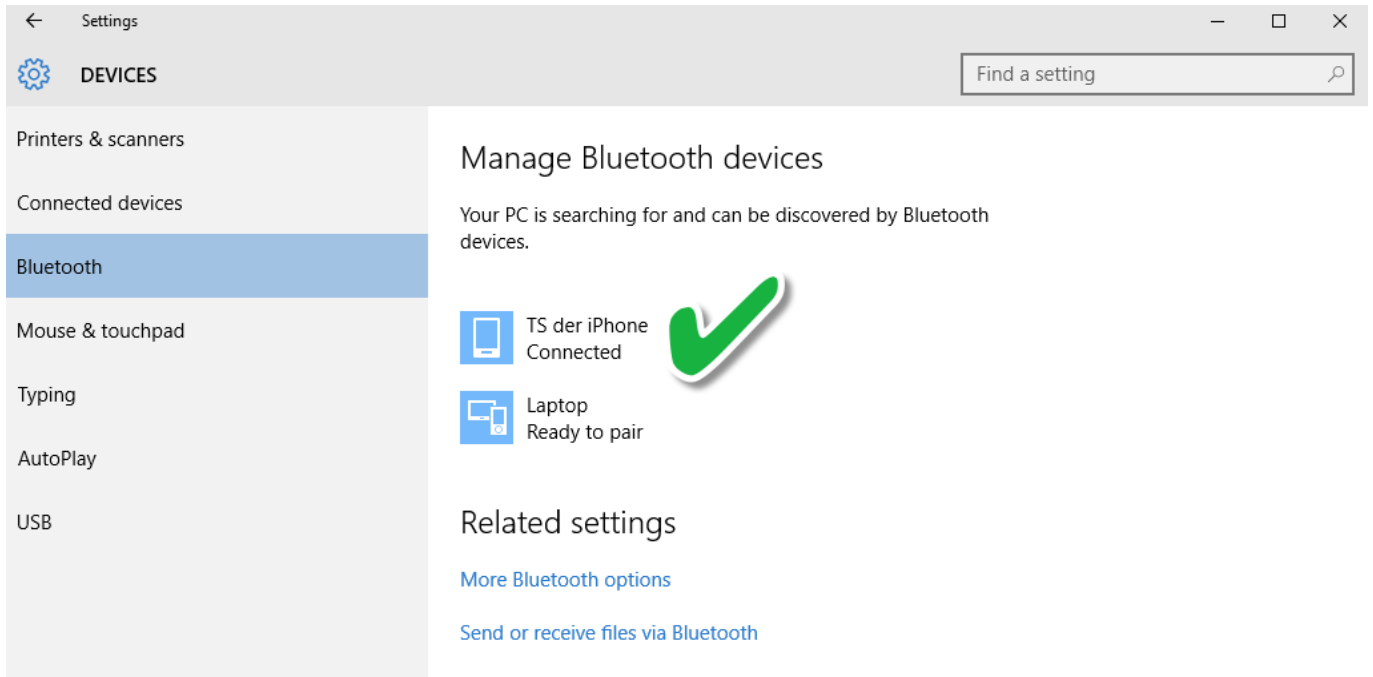 Settings
DEVICES
Find a setting
Printers & scanners
Connected devices
Bluetooth
Mouse & touchpad
Typing
AutoPlay
USB
Manage Bluetooth devices
Your PC is searching for and can be discovered by Bluetooth
devices.
TS der iPhone
Connected
Laptop
Ready to pair
Related settings
More Bluetooth options
Send or receive files via Bluetooth